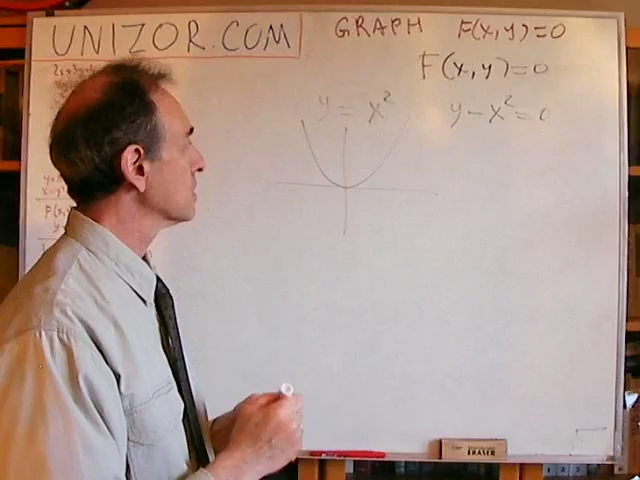 UNIZOR.COM
GRAPH F(x,y)=0
F(x,y)=0
y = x² y-x²=0
ERASER